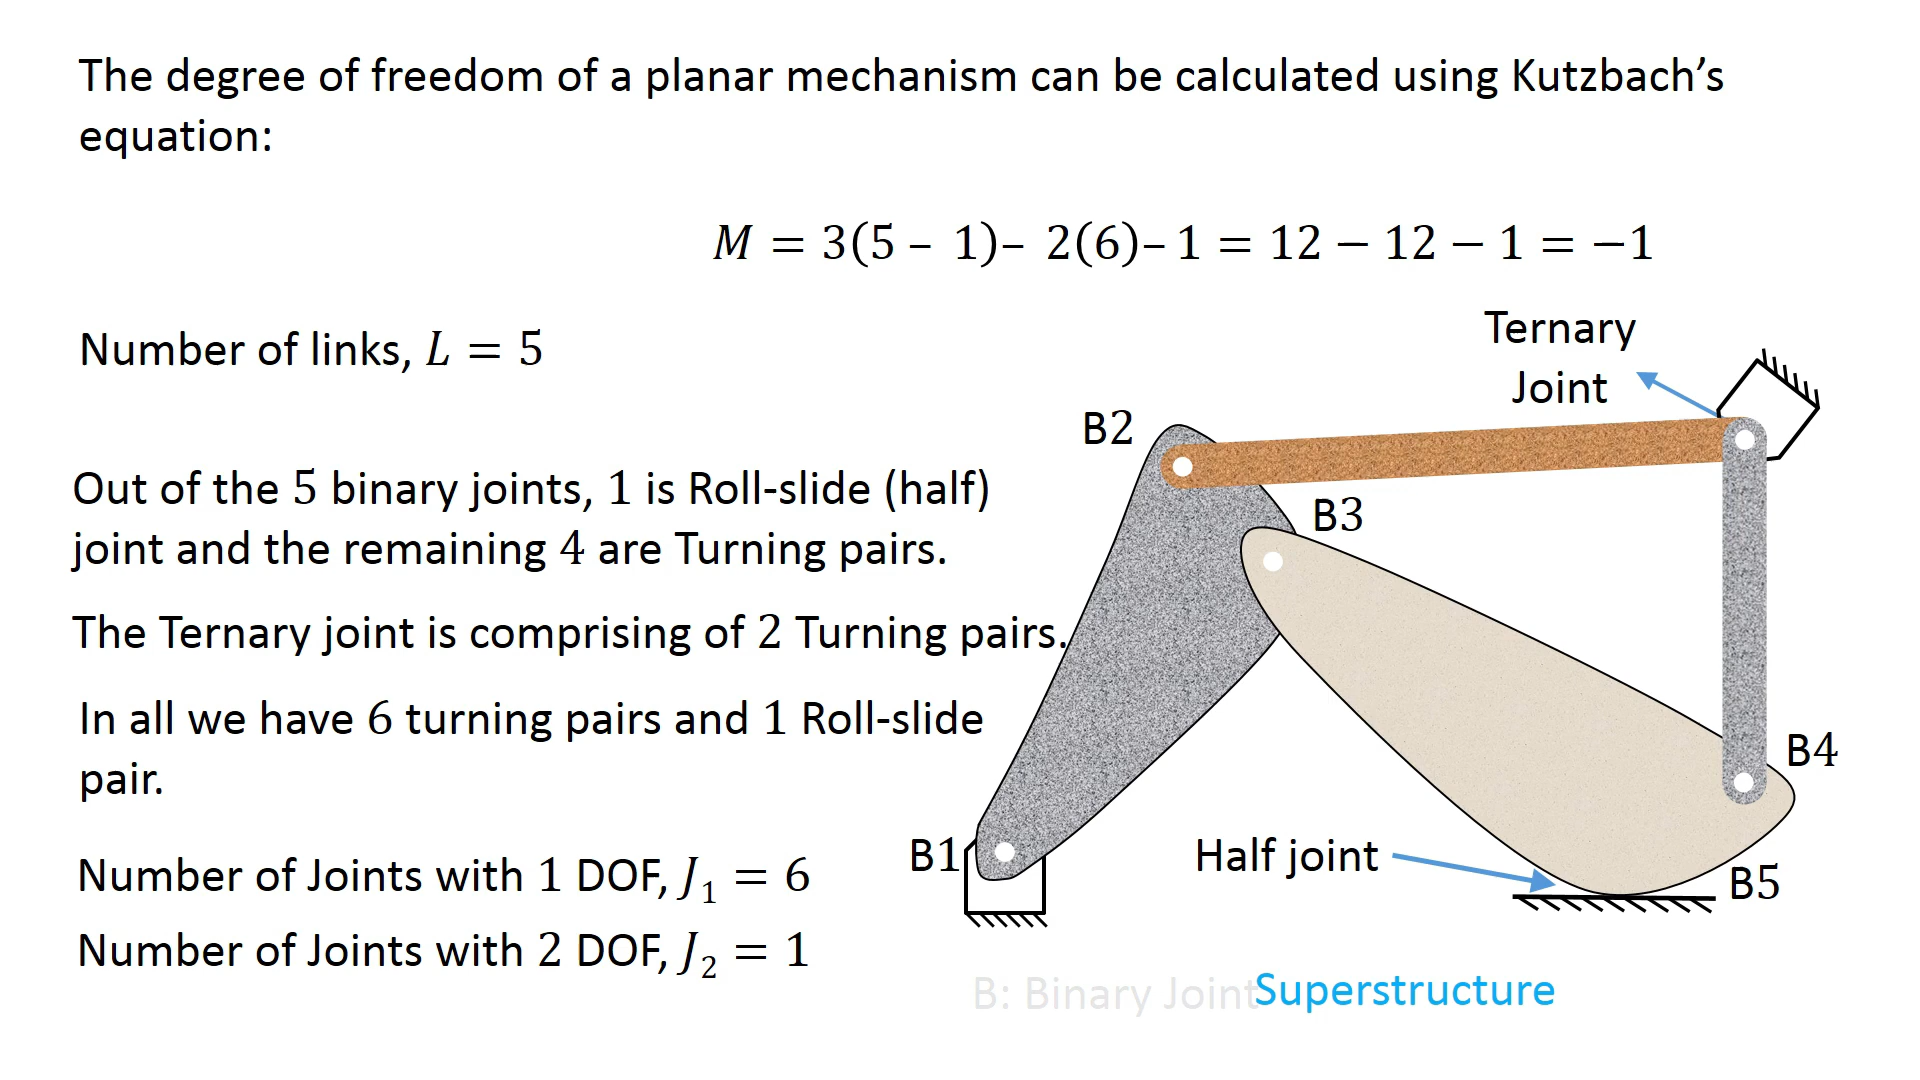 The degree of freedom of a planar mechanism can be calculated using Kutzbach’s
equation:
M = 3(5 – 1)– 2(6)–1 = 12 − 12 − 1 = −1
Number of links, L = 5
Ternary
Joint
B2
Out of the 5 binary joints, 1 is Roll-slide (half)
joint and the remaining 4 are Turning pairs.
B3
The Ternary joint is comprising of 2 Turning pairs.
In all we have 6 turning pairs and 1 Roll-slide
pair.
B4
B1
Half joint
B5
Number of Joints with 1 DOF, J₁ = 6
Number of Joints with 2 DOF, J₂ = 1
B: Binary Joint
Superstructure